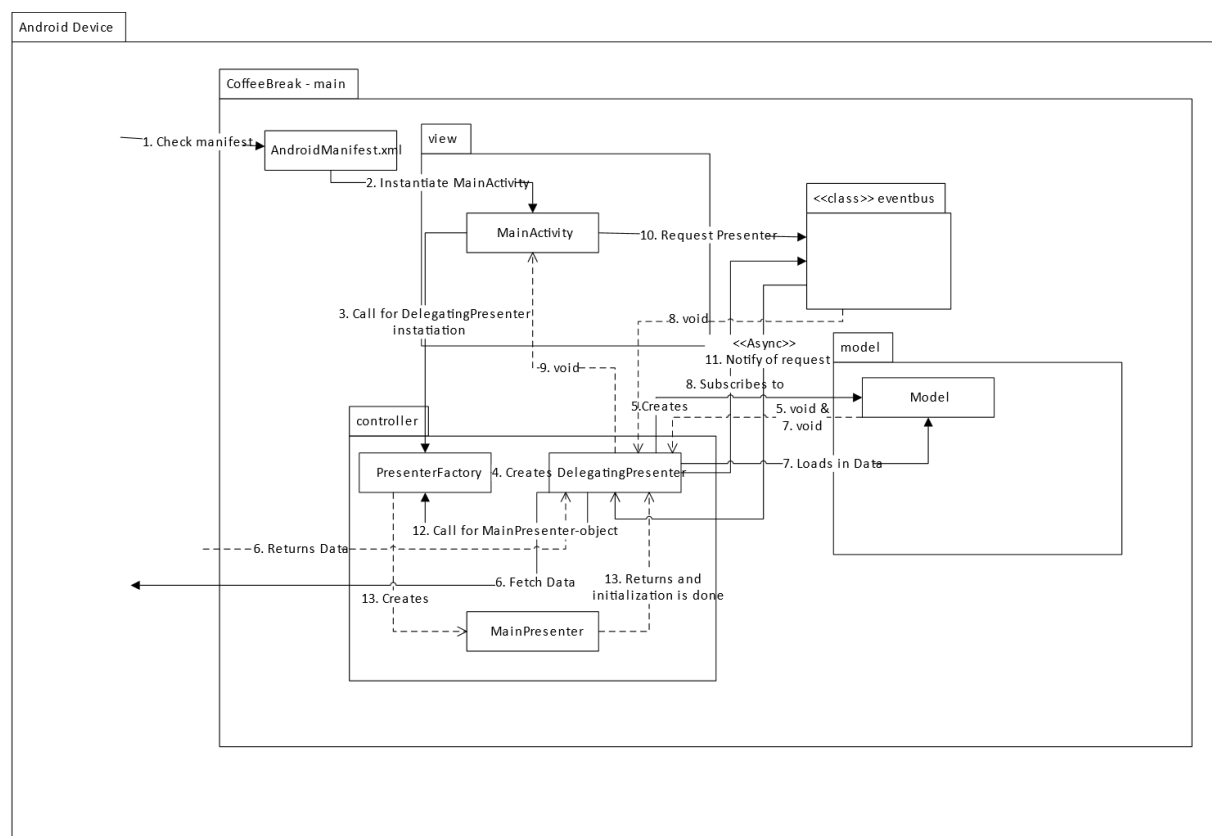 Android Device
CoffeeBreak - main
1. Check manifest
AndroidManifest.xml
view
2. Instantiate MainActivity
<<class>> eventbus
MainActivity
10. Request Presenter
3. Call for DelegatingPresenter
instatiation
8. void
<<Async>>
11. Notify of request
model
9. void
8. Subscribes to
Model
5.Creates
5. void &
7. void
controller
PresenterFactory
4. Creates
DelegatingPresenter
7. Loads in Data
12. Call for MainPresenter-object
6. Returns Data
6. Fetch Data
13. Returns and
initialization is done
13. Creates
MainPresenter